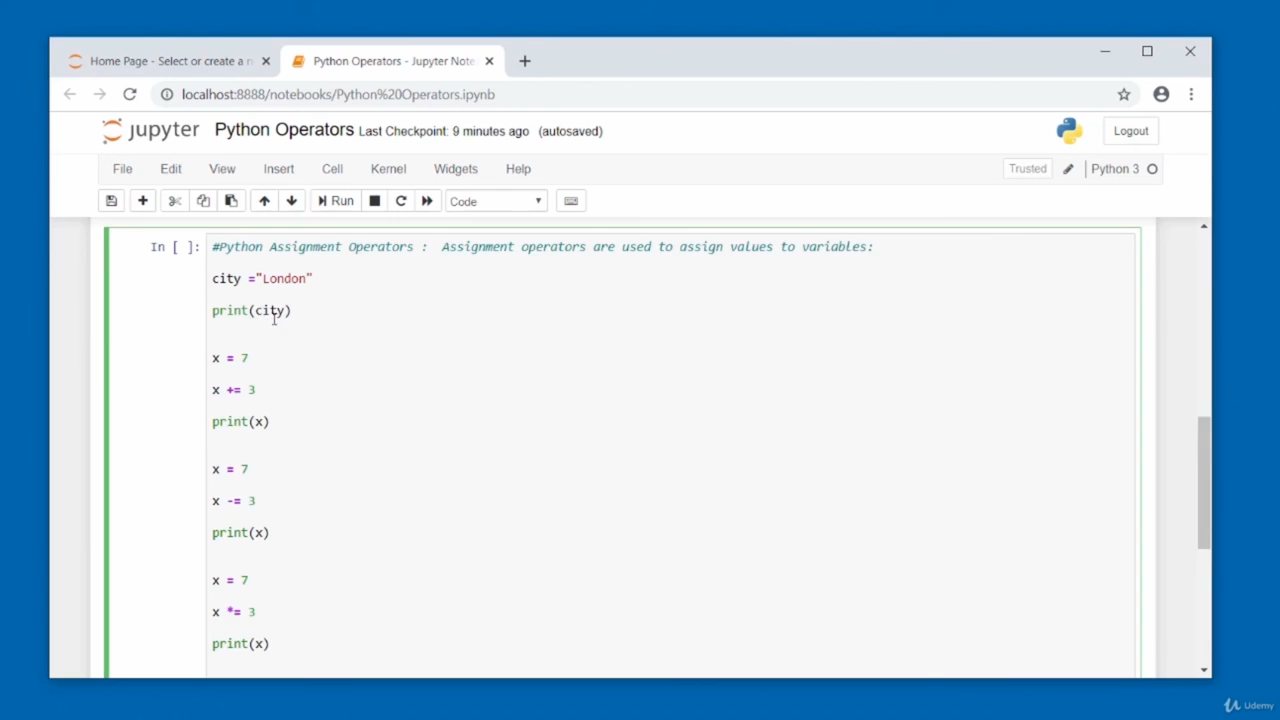 Home Page - Select or create a n
Python Operators - Jupyter Note
localhost:8888/notebooks/Python%20Operators.ipynb
jupyter Python Operators Last Checkpoint: 9 minutes ago (autosaved) Logout
File Edit View Insert Cell Kernel Widgets Help Trusted Python 3
Run Code
In [ ]: #Python Assignment Operators :  Assignment operators are used to assign values to variables:
city ="London"
print(city)
x = 7
x += 3
print(x)
x = 7
x -= 3
print(x)
x = 7
x *= 3
print(x)
Udemy